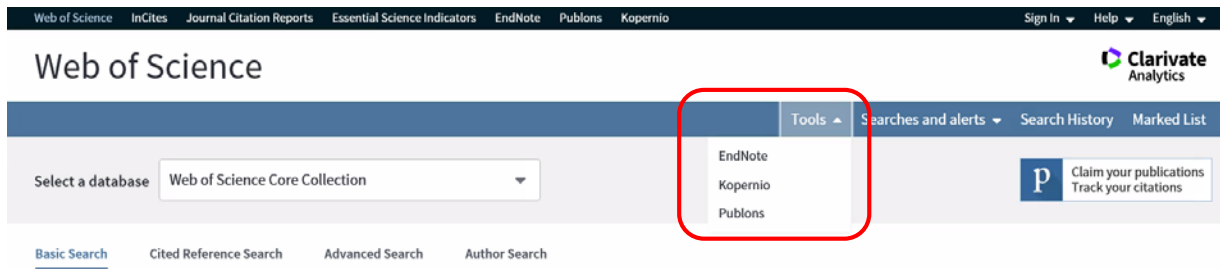 Web of Science InCites Journal Citation Reports Essential Science Indicators EndNote Publons Kopernio Sign In Help English
Web of Science
Clarivate
Analytics
Tools Searches and alerts Search History Marked List
EndNote
Kopernio
Publons
Select a database Web of Science Core Collection
p
Claim your publications
Track your citations
Basic Search Cited Reference Search Advanced Search Author Search